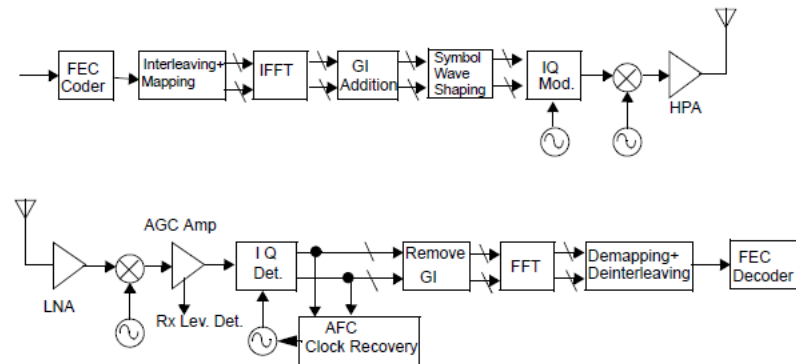 FEC
Coder
Interleaving+
Mapping
IFFT
GI
Addition
Symbol
Wave
Shaping
IQ
Mod.
HPA
LNA
AGC Amp
Rx Lev. Det.
I Q
Det.
AFC
Clock Recovery
Remove
GI
FFT
Demapping+
Deinterleaving
FEC
Decoder